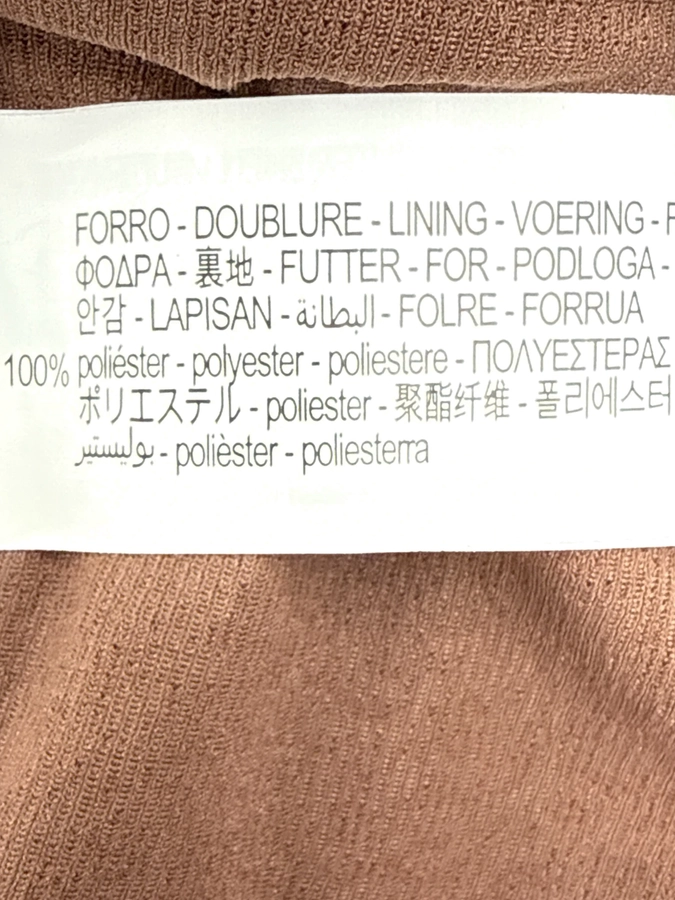 FORRO - DOUBLURE - LINING - VOERING -
ΦΟΔΡΑ - 裏地 - FUTTER - FOR - PODLOGA -
안감 - LAPISAN - البطانة - FOLRE - FORRUA
100% poliéster - polyester - poliestere - ΠΟΛΥΕΣΤΕΡΑΣ
ポリエステル - poliester - 聚酯纤维 - 폴리에스터
بوليستير - polièster - poliesterra